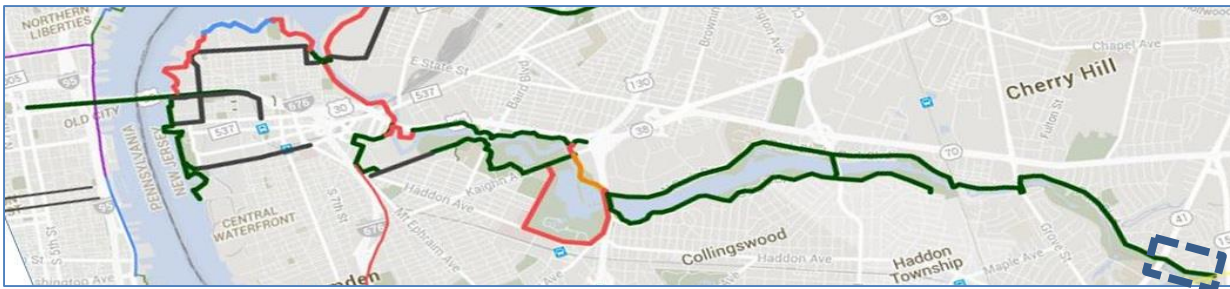 NORTHERN
LIBERTIES
95
OLD CITY
PENNSYLVANIA
NEW JERSEY
537
676
30
E State St
537
Baird Blvd
130
38
38
Chapel Ave
Cherry Hill
Fulton St
70
41
Kaighn A
Haddon Ave
Mt Ephraim Ave
S 7th St
676
CENTRAL
WATERFRONT
95
S 5th St
shington Ave
nden
Collingswood
Haddon Ave
Haddon
Township
Maple Ave
Grove St